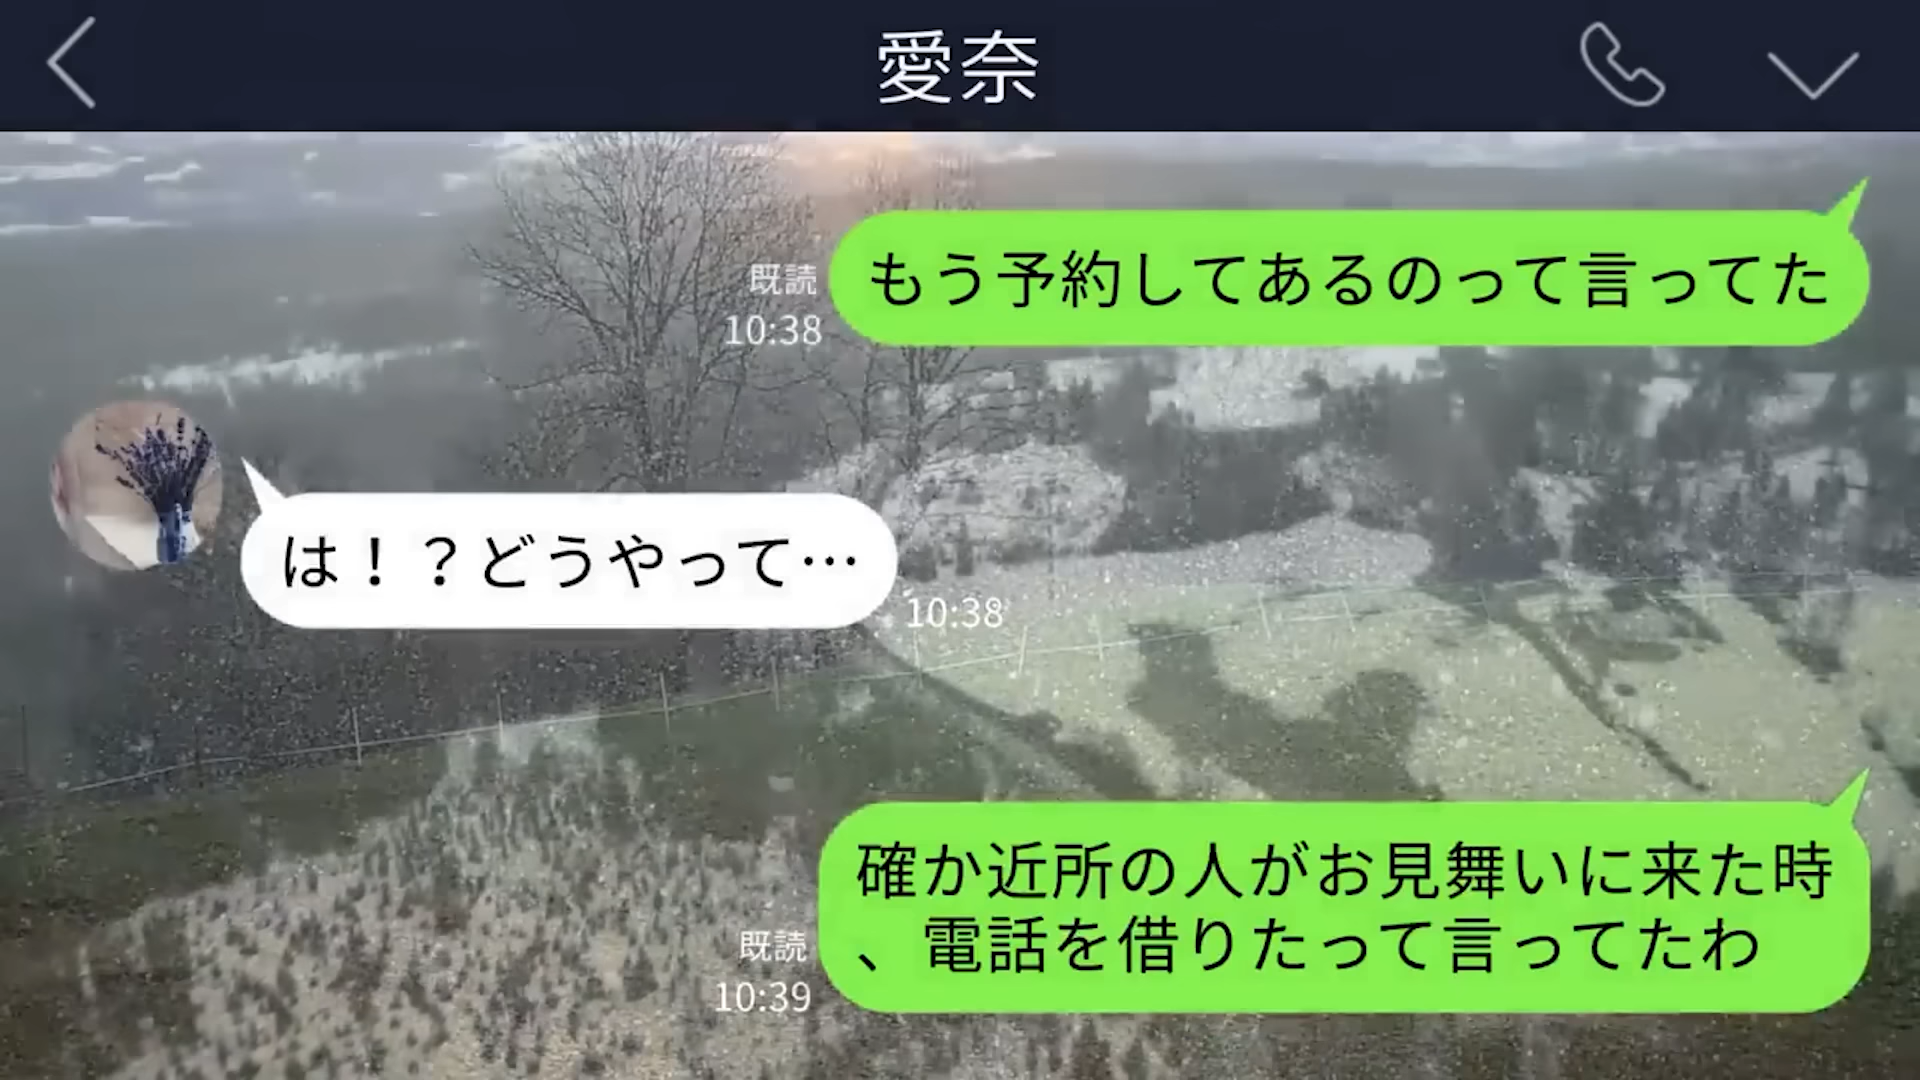 愛奈
もう予約してあるのって言ってた
既読
10:38
は！？どうやって…
10:38
確か近所の人がお見舞いに来た時
、電話を借りたって言ってたわ
既読
10:39